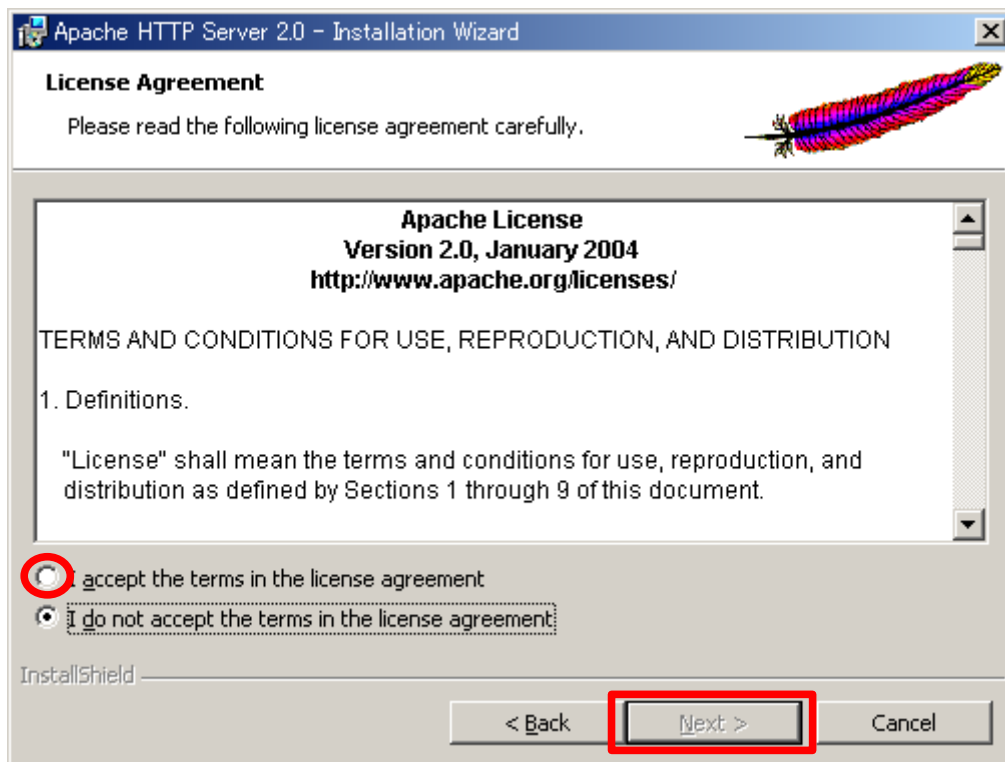 Apache HTTP Server 2.0 - Installation Wizard
License Agreement
Please read the following license agreement carefully.
Apache License
Version 2.0, January 2004
http://www.apache.org/licenses/
TERMS AND CONDITIONS FOR USE, REPRODUCTION, AND DISTRIBUTION
1. Definitions.
"License" shall mean the terms and conditions for use, reproduction, and
distribution as defined by Sections 1 through 9 of this document.
I accept the terms in the license agreement
I do not accept the terms in the license agreement
InstallShield
< Back
Next >
Cancel